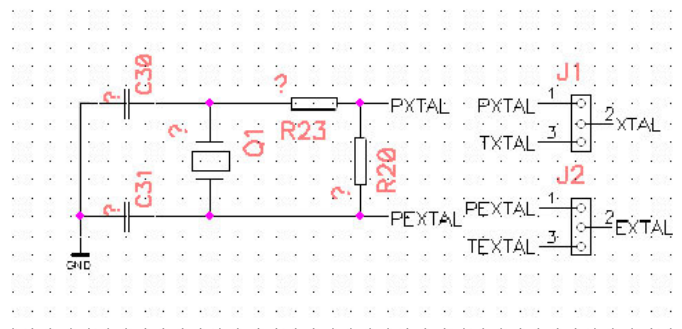 C30
?
?
R23
PXTAL
?
Q1
R20
?
C31
?
PEXTAL
GND
J1
PXTAL
1
2
XTAL
TXTAL
3
J2
PEXTAL
1
2
EXTAL
TEXTAL
3